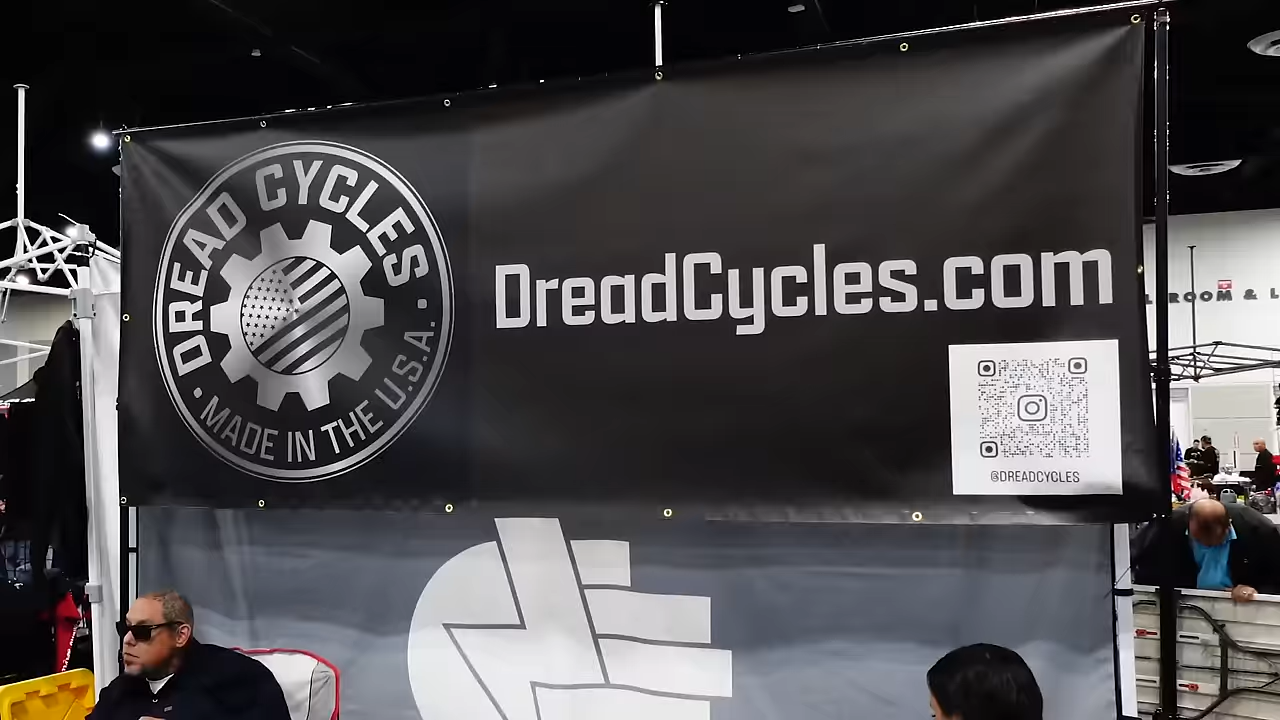 DREAD CYCLES
MADE IN THE U.S.A.
DreadCycles.com
@DREADCYCLES
ROOM & L